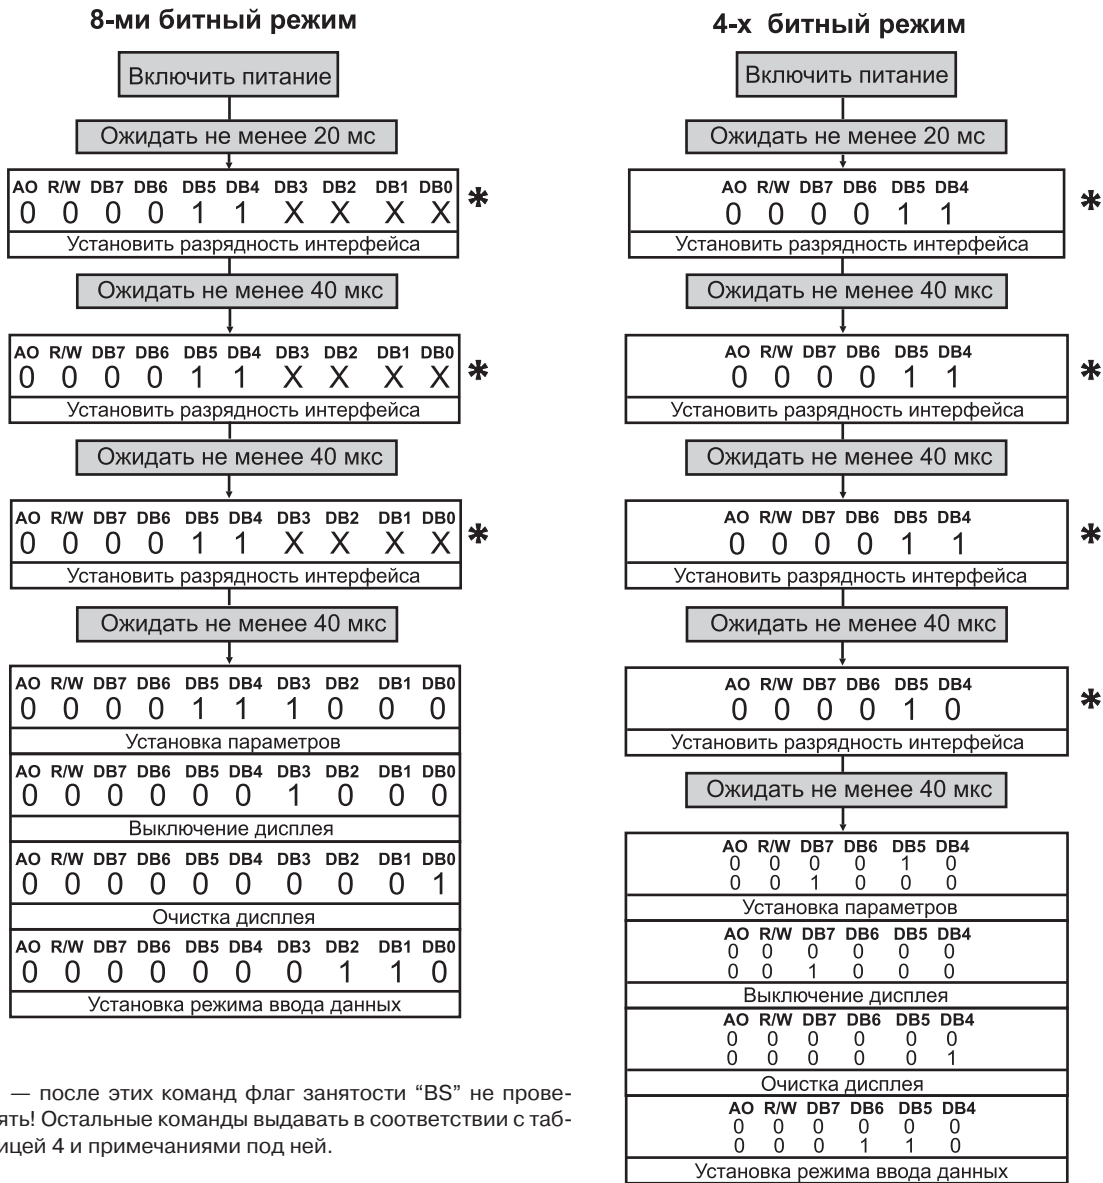 8-ми битный режим
Включить питание
Ожидать не менее 20 мс
AO R/W DB7 DB6 DB5 DB4 DB3 DB2 DB1 DB0
0 0 0 0 1 1 X X X X *
Установить разрядность интерфейса
Ожидать не менее 40 мкс
AO R/W DB7 DB6 DB5 DB4 DB3 DB2 DB1 DB0
0 0 0 0 1 1 X X X X *
Установить разрядность интерфейса
Ожидать не менее 40 мкс
AO R/W DB7 DB6 DB5 DB4 DB3 DB2 DB1 DB0
0 0 0 0 1 1 X X X X *
Установить разрядность интерфейса
Ожидать не менее 40 мкс
AO R/W DB7 DB6 DB5 DB4 DB3 DB2 DB1 DB0
0 0 0 0 1 1 1 0 0 0
Установка параметров
AO R/W DB7 DB6 DB5 DB4 DB3 DB2 DB1 DB0
0 0 0 0 0 0 1 0 0 0
Выключение дисплея
AO R/W DB7 DB6 DB5 DB4 DB3 DB2 DB1 DB0
0 0 0 0 0 0 0 0 0 1
Очистка дисплея
AO R/W DB7 DB6 DB5 DB4 DB3 DB2 DB1 DB0
0 0 0 0 0 0 0 1 1 0
Установка режима ввода данных
— после этих команд флаг занятости “BS” не прове-
ять! Остальные команды выдавать в соответствии с таб-
ицей 4 и примечаниями под ней.
4-х битный режим
Включить питание
Ожидать не менее 20 мс
AO R/W DB7 DB6 DB5 DB4
0 0 0 0 1 1 *
Установить разрядность интерфейса
Ожидать не менее 40 мкс
AO R/W DB7 DB6 DB5 DB4
0 0 0 0 1 1 *
Установить разрядность интерфейса
Ожидать не менее 40 мкс
AO R/W DB7 DB6 DB5 DB4
0 0 0 0 1 1 *
Установить разрядность интерфейса
Ожидать не менее 40 мкс
AO R/W DB7 DB6 DB5 DB4
0 0 0 0 1 0 *
Установить разрядность интерфейса
Ожидать не менее 40 мкс
AO R/W DB7 DB6 DB5 DB4
0 0 0 0 1 0
0 0 1 0 0 0
Установка параметров
AO R/W DB7 DB6 DB5 DB4
0 0 0 0 0 0
0 0 1 0 0 0
Выключение дисплея
AO R/W DB7 DB6 DB5 DB4
0 0 0 0 0 0
0 0 0 0 0 1
Очистка дисплея
AO R/W DB7 DB6 DB5 DB4
0 0 0 0 0 0
0 0 0 1 1 0
Установка режима ввода данных